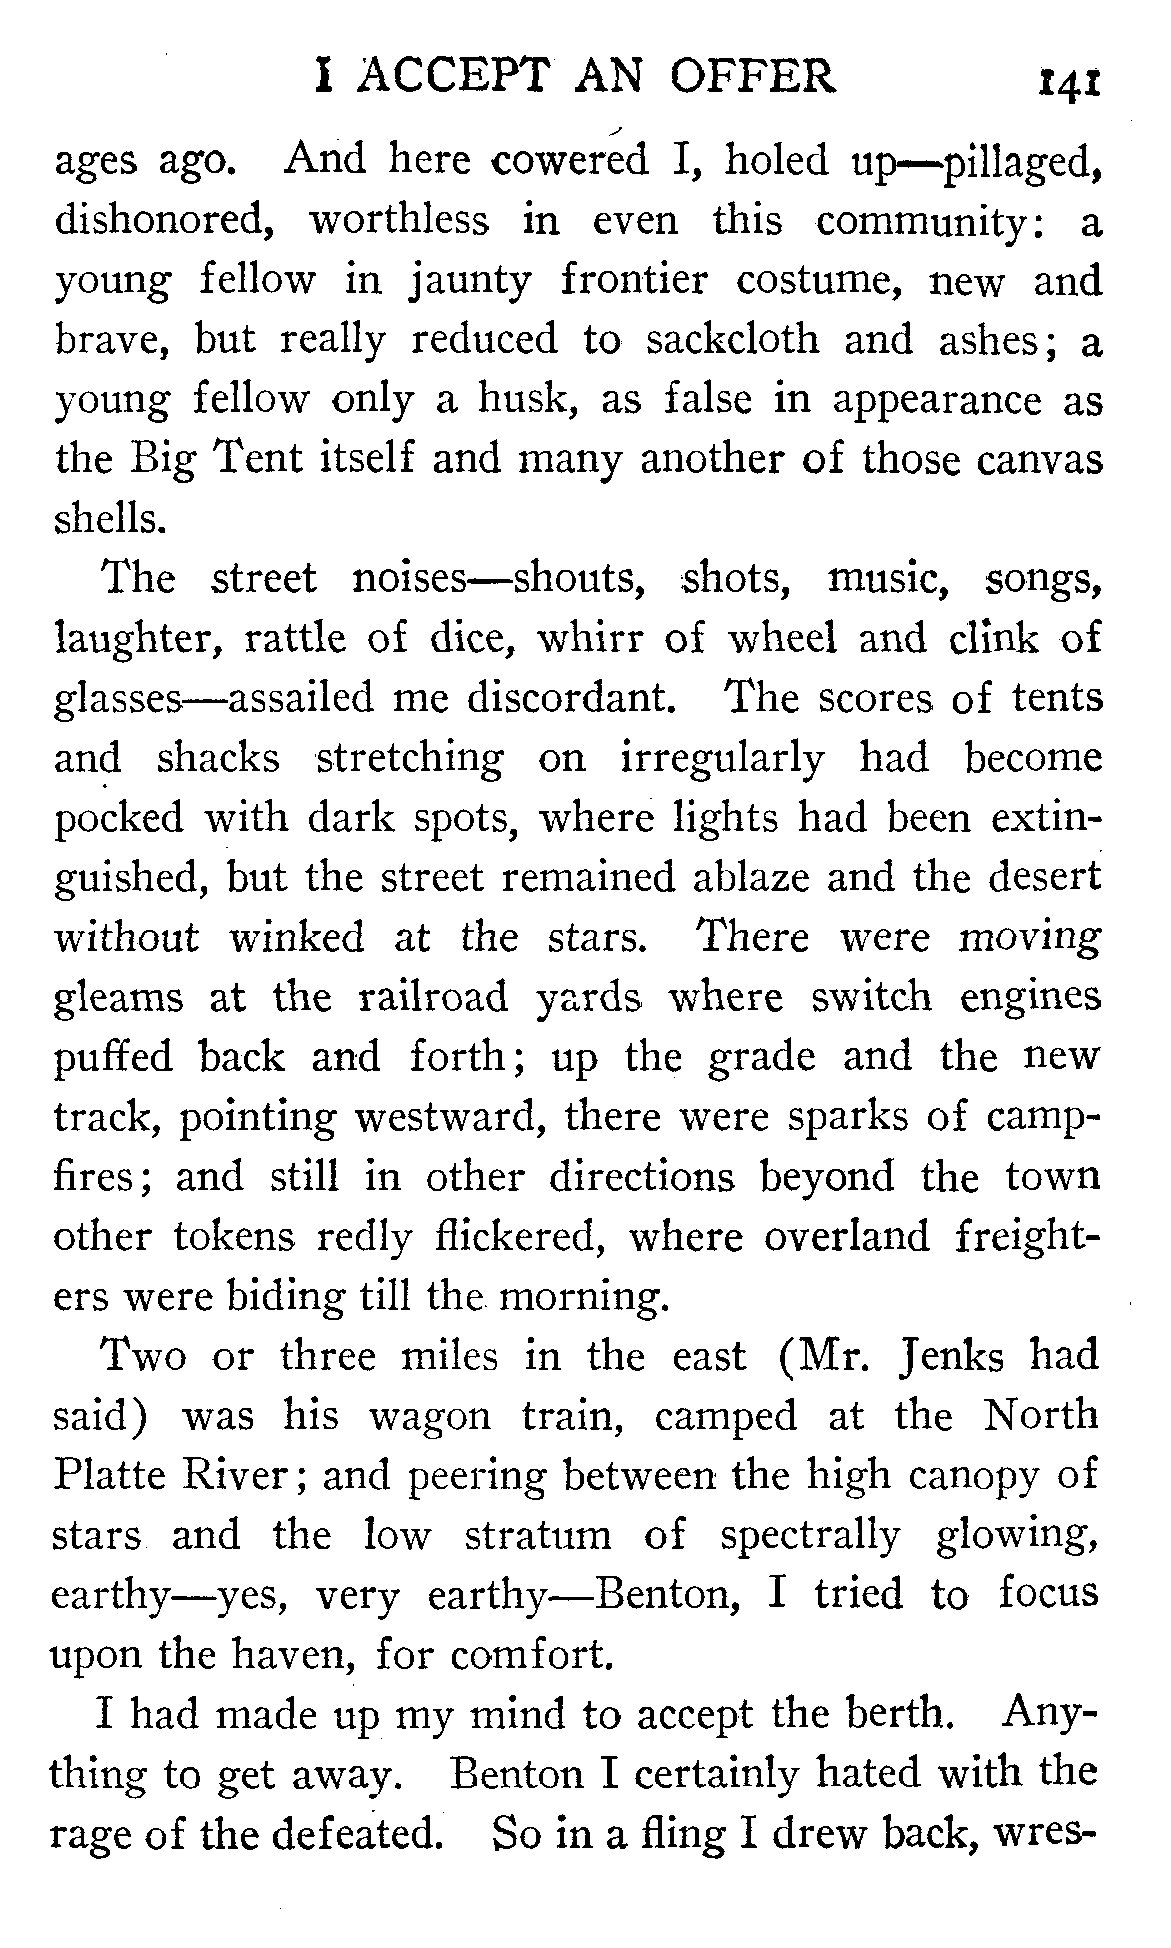 I ACCEPT AN OFFER 141
ages ago. And here cowered I, holed up—pillaged,
dishonored, worthless in even this community: a
young fellow in jaunty frontier costume, new and
brave, but really reduced to sackcloth and ashes; a
young fellow only a husk, as false in appearance as
the Big Tent itself and many another of those canvas
shells.
The street noises—shouts, shots, music, songs,
laughter, rattle of dice, whirr of wheel and clink of
glasses—assailed me discordant. The scores of tents
and shacks stretching on irregularly had become
pocked with dark spots, where lights had been extin-
guished, but the street remained ablaze and the desert
without winked at the stars. There were moving
gleams at the railroad yards where switch engines
puffed back and forth; up the grade and the new
track, pointing westward, there were sparks of camp-
fires; and still in other directions beyond the town
other tokens redly flickered, where overland freight-
ers were biding till the morning.
Two or three miles in the east (Mr. Jenks had
said) was his wagon train, camped at the North
Platte River; and peering between the high canopy of
stars and the low stratum of spectrally glowing,
earthy—yes, very earthy—Benton, I tried to focus
upon the haven, for comfort.
I had made up my mind to accept the berth. Any-
thing to get away. Benton I certainly hated with the
rage of the defeated. So in a fling I drew back, wres-